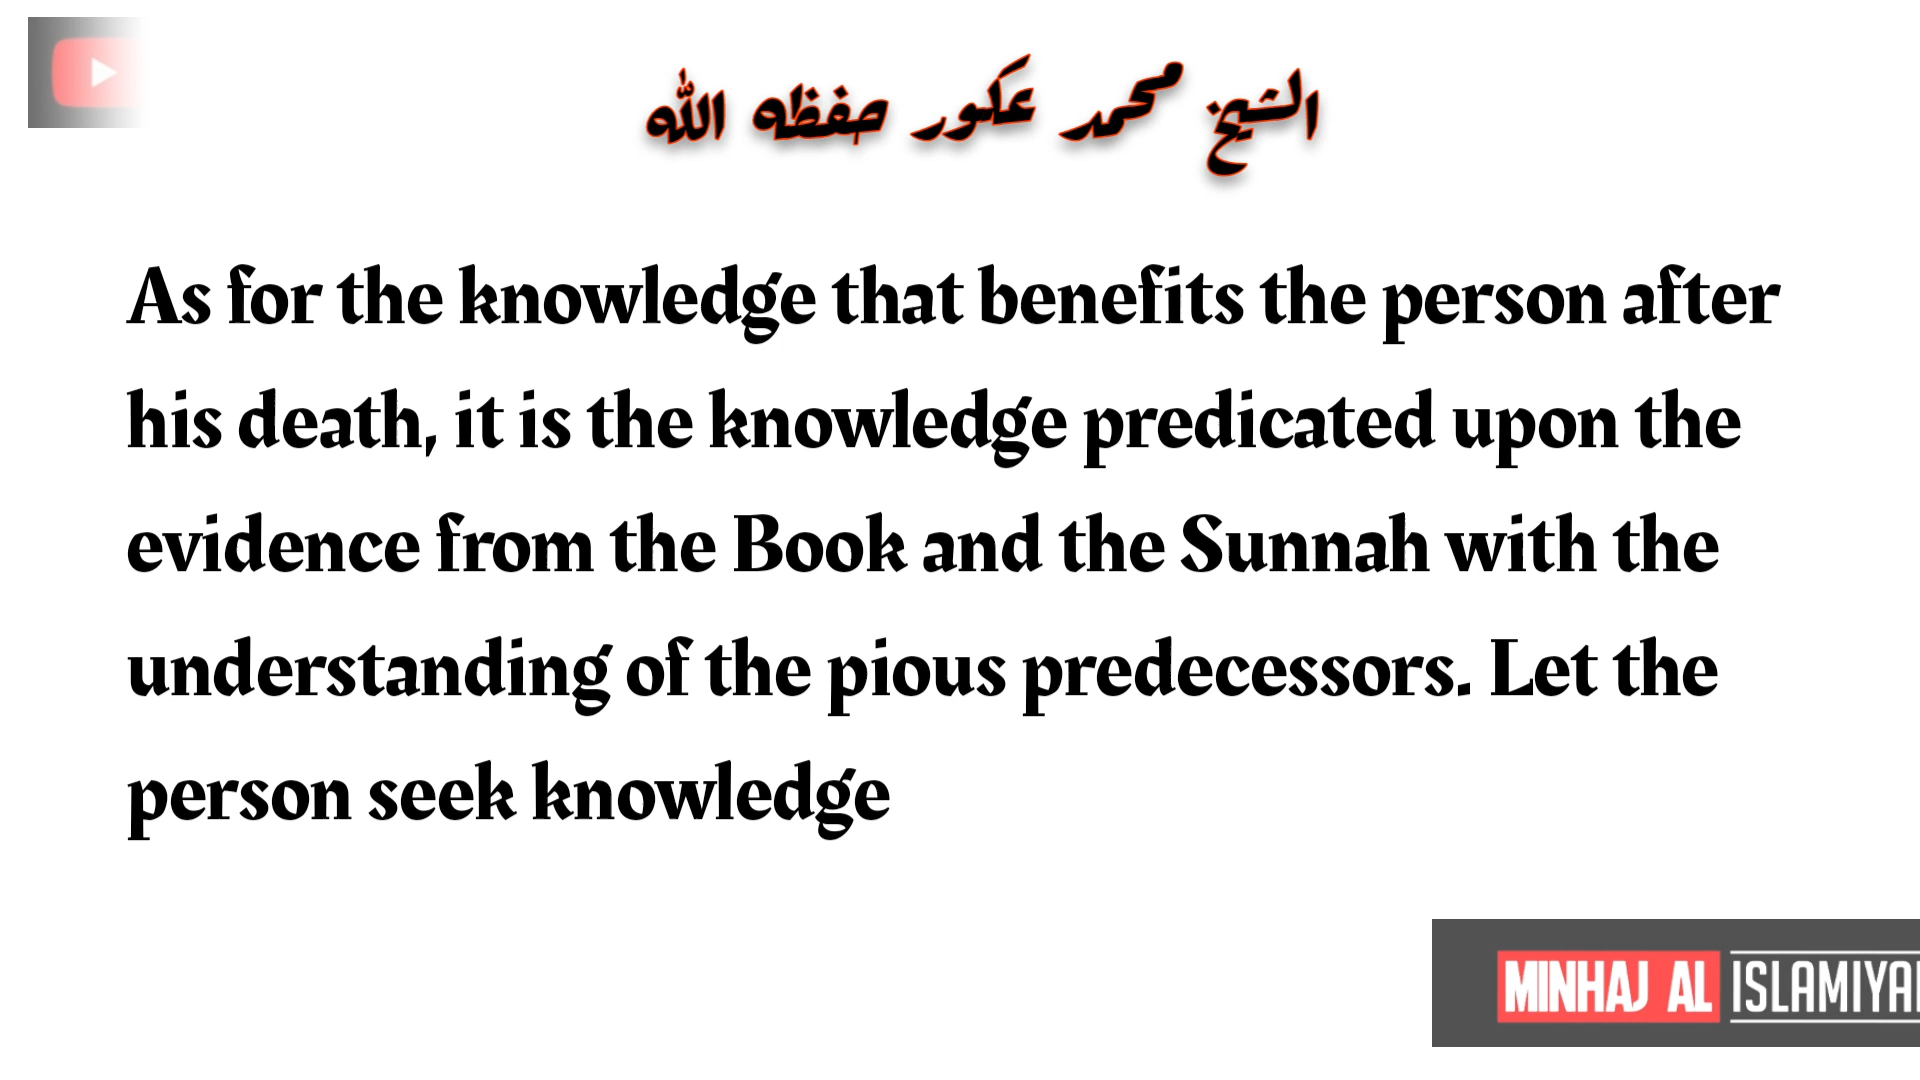 الشيخ محمد عكور حفظه الله
As for the knowledge that benefits the person after
his death, it is the knowledge predicated upon the
evidence from the Book and the Sunnah with the
understanding of the pious predecessors. Let the
person seek knowledge
MINHAJ AL ISLAMIYA